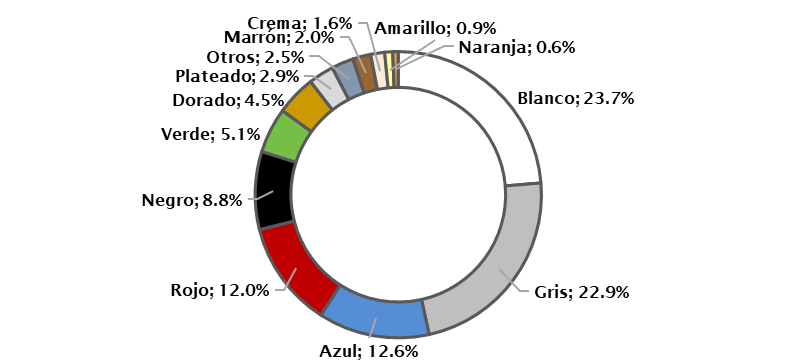 Crema; 1.6%
Amarillo; 0.9%
Marrón; 2.0%
Naranja; 0.6%
Otros; 2.5%
Plateado; 2.9%
Dorado; 4.5%
Blanco; 23.7%
Verde; 5.1%
Negro; 8.8%
Rojo; 12.0%
Gris; 22.9%
Azul; 12.6%